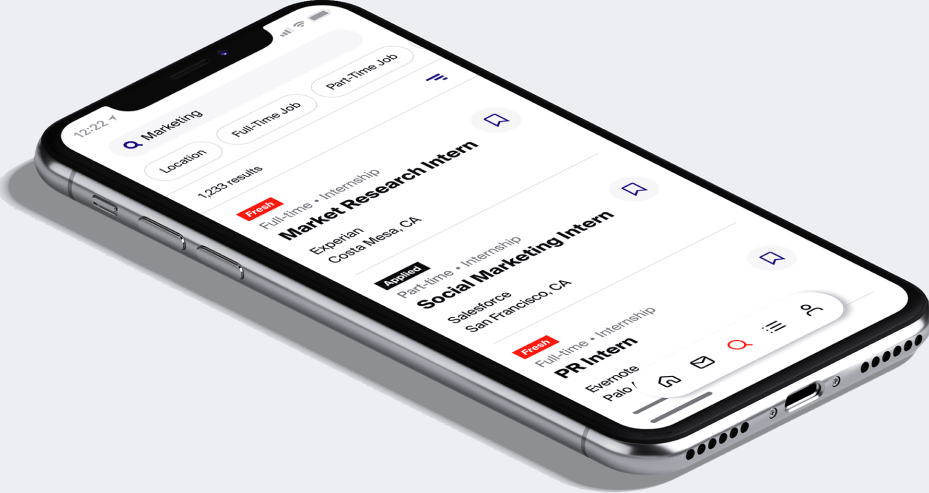 12:22
Marketing
Location
Full-Time Job
Part-Time Job
1,233 results
Fresh
Full-time • Internship
Market Research Intern
Experian
Costa Mesa, CA
Applied
Part-time • Internship
Social Marketing Intern
Salesforce
San Francisco, CA
Fresh
Full-time • Internship
PR Intern
Evernote
Palo